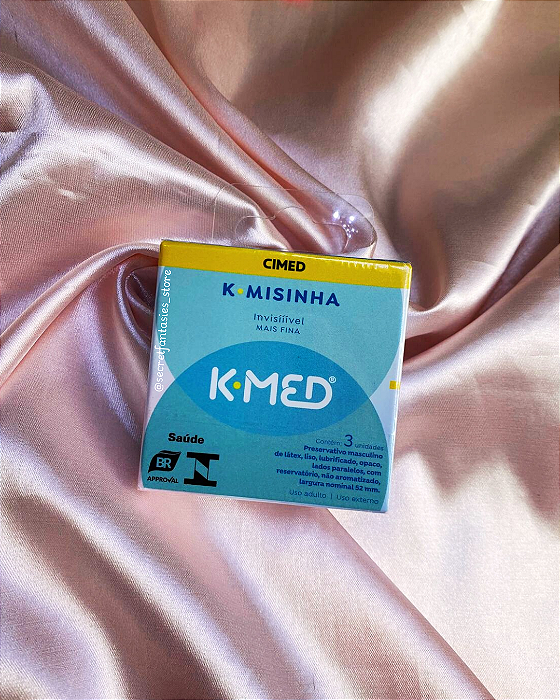 CIMED
K•MISINHA
Invisíiível
MAIS FINA
K•MED®
@secretfantasies_store
Saúde
BR
APPROVAL
N
Contém: 3 unidades
Preservativo masculino
de látex, liso, lubrificado, opaco,
lados paralelos, com
reservatório, não aromatizado,
largura nominal 52 mm.
Uso adulto | Uso externo